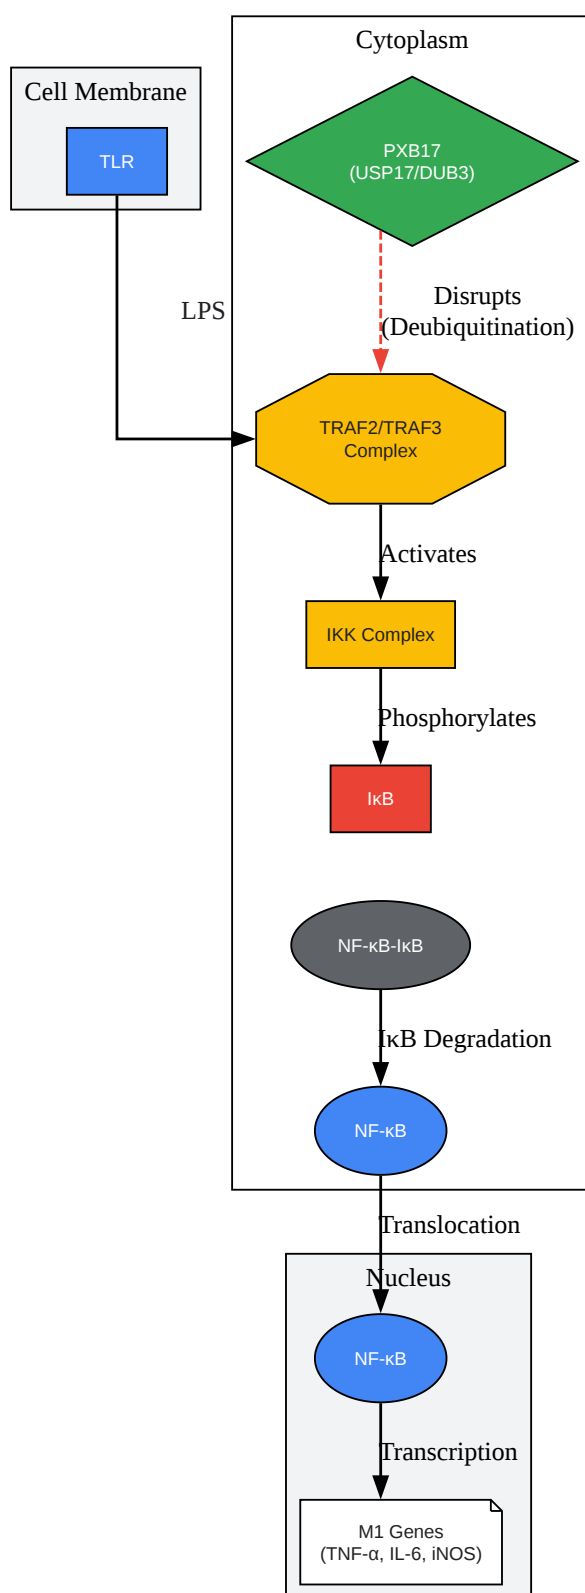 Cytoplasm
Cell Membrane
TLR
PXB17
(USP17/DUB3)
LPS
Disrupts
(Deubiquitination)
TRAF2/TRAF3
Complex
Activates
IKK Complex
Phosphorylates
IκB
NF-κB-IκB
IκB Degradation
NF-κB
Translocation
Nucleus
NF-κB
Transcription
M1 Genes
(TNF-α, IL-6, iNOS)